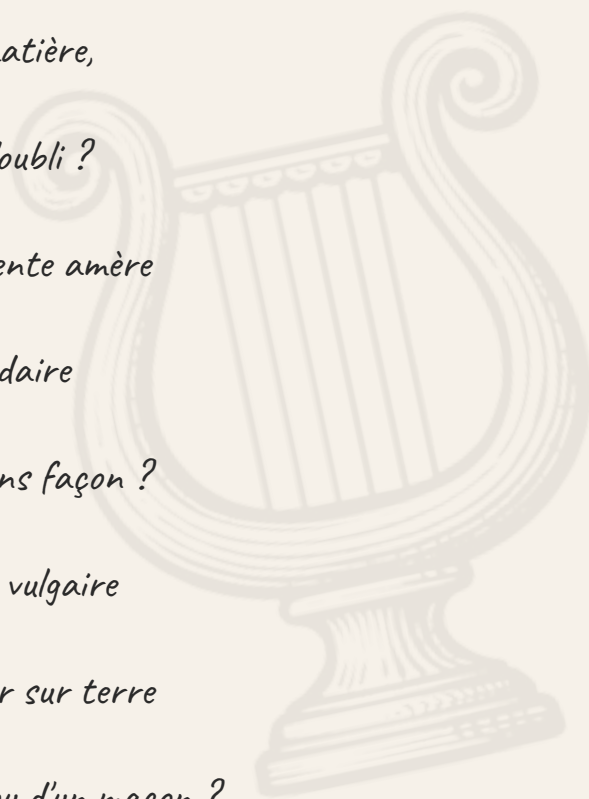 atière,
oubli ?
ente amère
daire
ns façon ?
vulgaire
r sur terre
d'un maçon ?